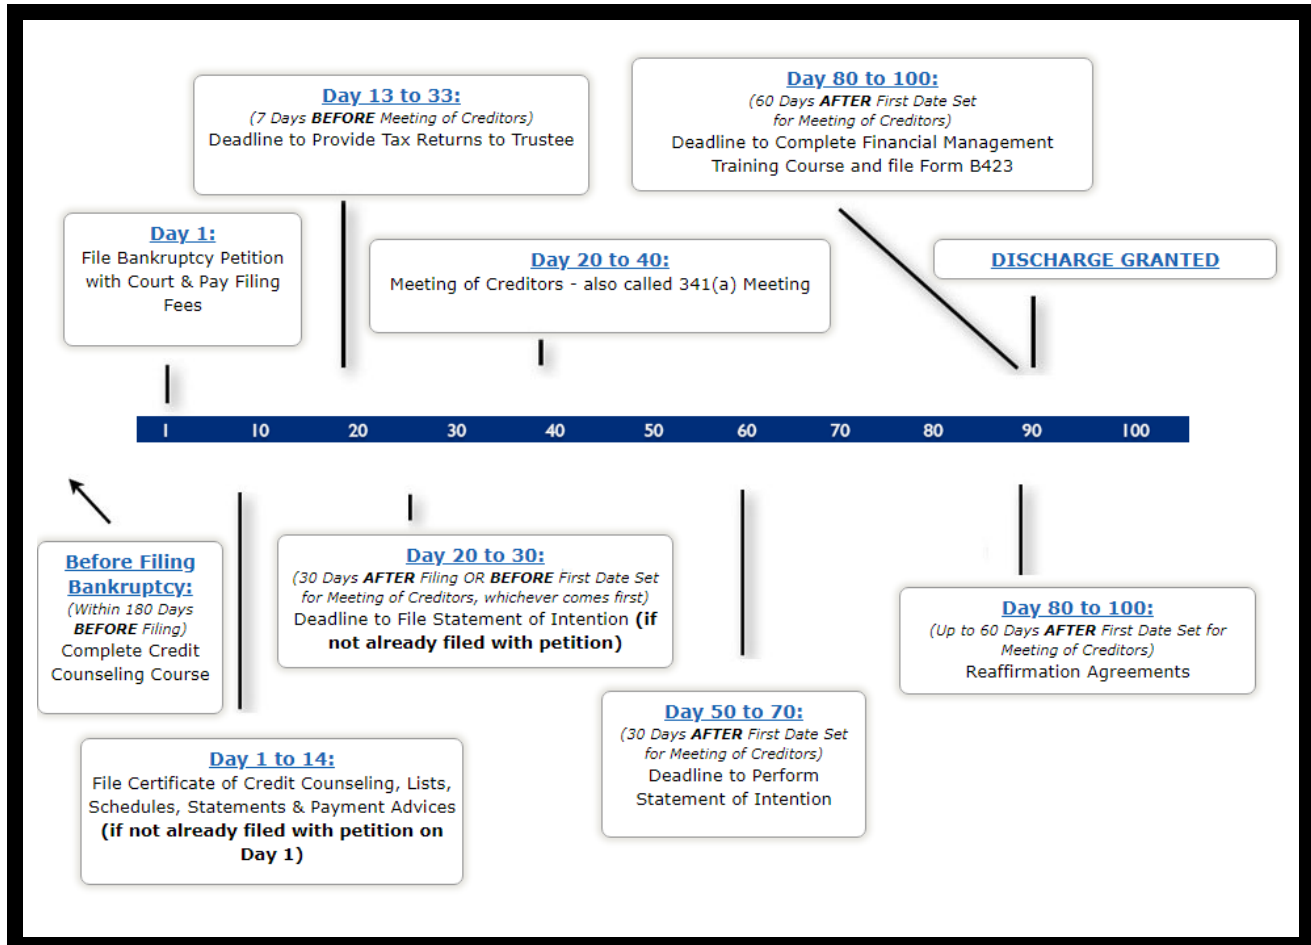 Day 13 to 33:
(7 Days BEFORE Meeting of Creditors)
Deadline to Provide Tax Returns to Trustee
Day 80 to 100:
(60 Days AFTER First Date Set
for Meeting of Creditors)
Deadline to Complete Financial Management
Training Course and file Form B423
Day 1:
File Bankruptcy Petition
with Court & Pay Filing
Fees
Day 20 to 40:
Meeting of Creditors - also called 341(a) Meeting
DISCHARGE GRANTED
1 10 20 30 40 50 60 70 80 90 100
Before Filing
Bankruptcy:
(Within 180 Days
BEFORE Filing)
Complete Credit
Counseling Course
Day 20 to 30:
(30 Days AFTER Filing OR BEFORE First Date Set
for Meeting of Creditors, whichever comes first)
Deadline to File Statement of Intention (if
not already filed with petition)
Day 80 to 100:
(Up to 60 Days AFTER First Date Set for
Meeting of Creditors)
Reaffirmation Agreements
Day 50 to 70:
(30 Days AFTER First Date Set
for Meeting of Creditors)
Deadline to Perform
Statement of Intention
Day 1 to 14:
File Certificate of Credit Counseling, Lists,
Schedules, Statements & Payment Advices
(if not already filed with petition on
Day 1)